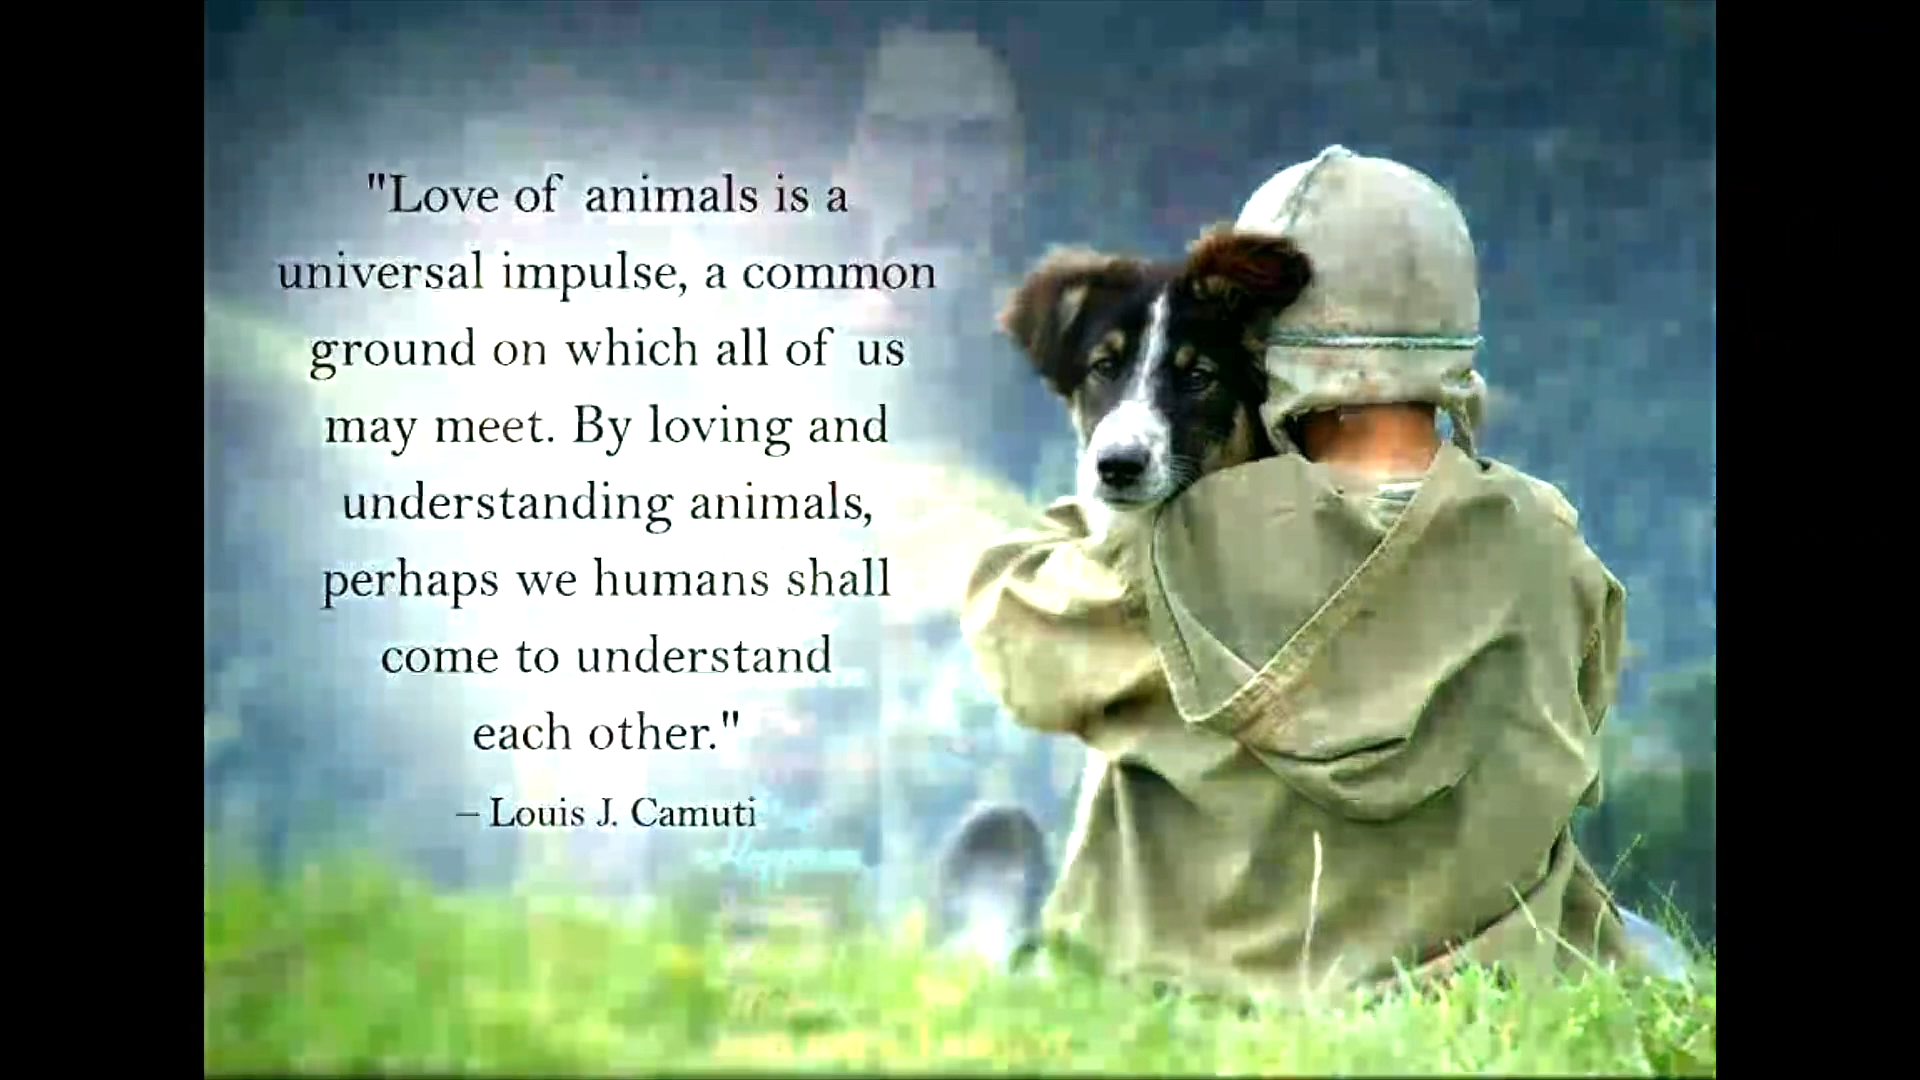 "Love of animals is a
universal impulse, a common
ground on which all of us
may meet. By loving and
understanding animals,
perhaps we humans shall
come to understand
each other."
– Louis J. Camuti